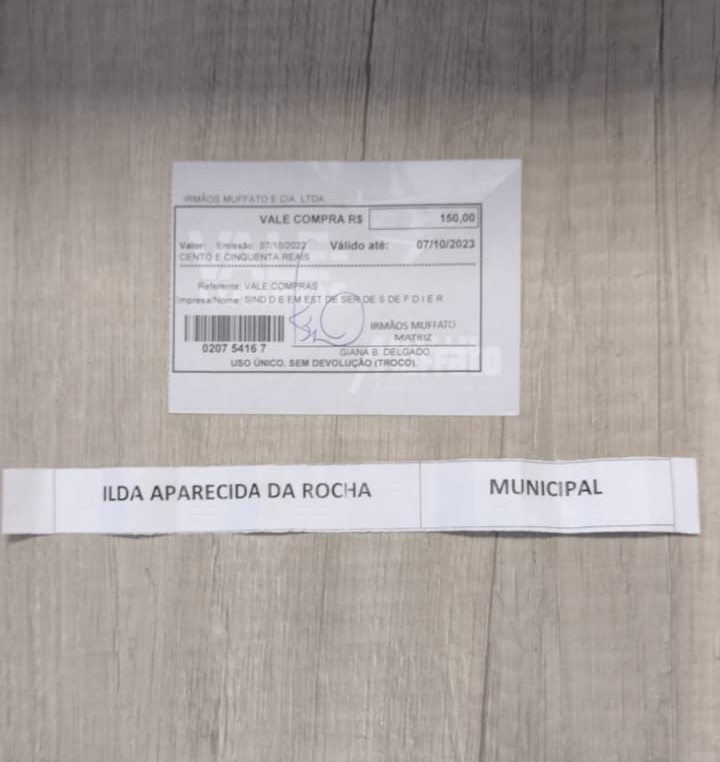 IRMÃOS MUFFATO E CIA. LTDA
VALE COMPRA R$ 150,00
Valor: Emissão: 07/10/2022 Válido até: 07/10/2023
CENTO E CINQUENTA REAIS
Referente: VALE COMPRAS
Impresa/Nome: SIND D E EM EST DE SER DE S DE F D I E R
IRMÃOS MUFFATO
MATRIZ
0207 5416 7
GIANA B. DELGADO
USO ÚNICO. SEM DEVOLUÇÃO (TROCO).
ILDA APARECIDA DA ROCHA MUNICIPAL